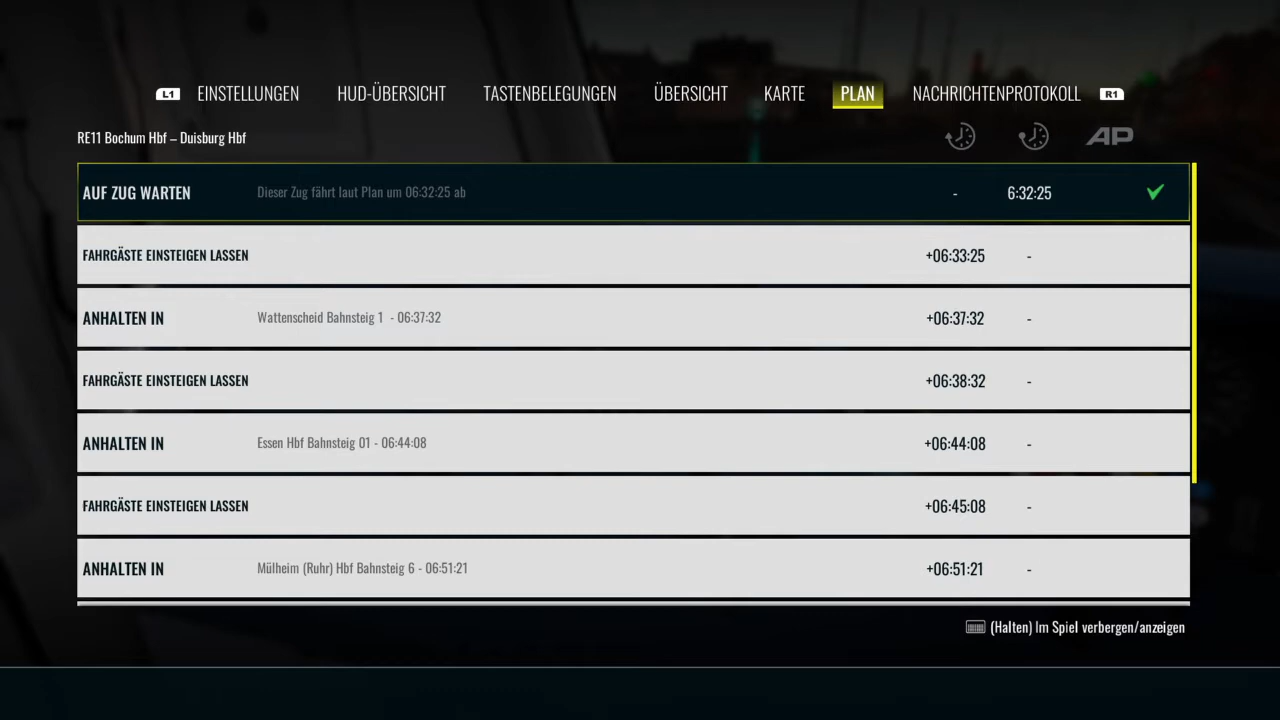 L1 EINSTELLUNGEN HUD-ÜBERSICHT TASTENBELEGUNGEN ÜBERSICHT KARTE PLAN NACHRICHTENPROTOKOLL R1
RE11 Bochum Hbf – Duisburg Hbf AP
AUF ZUG WARTEN Dieser Zug fährt laut Plan um 06:32:25 ab - 6:32:25
FAHRGÄSTE EINSTEIGEN LASSEN +06:33:25 -
ANHALTEN IN Wattenscheid Bahnsteig 1 - 06:37:32 +06:37:32 -
FAHRGÄSTE EINSTEIGEN LASSEN +06:38:32 -
ANHALTEN IN Essen Hbf Bahnsteig 01 - 06:44:08 +06:44:08 -
FAHRGÄSTE EINSTEIGEN LASSEN +06:45:08 -
ANHALTEN IN Mülheim (Ruhr) Hbf Bahnsteig 6 - 06:51:21 +06:51:21 -
(Halten) Im Spiel verbergen/anzeigen